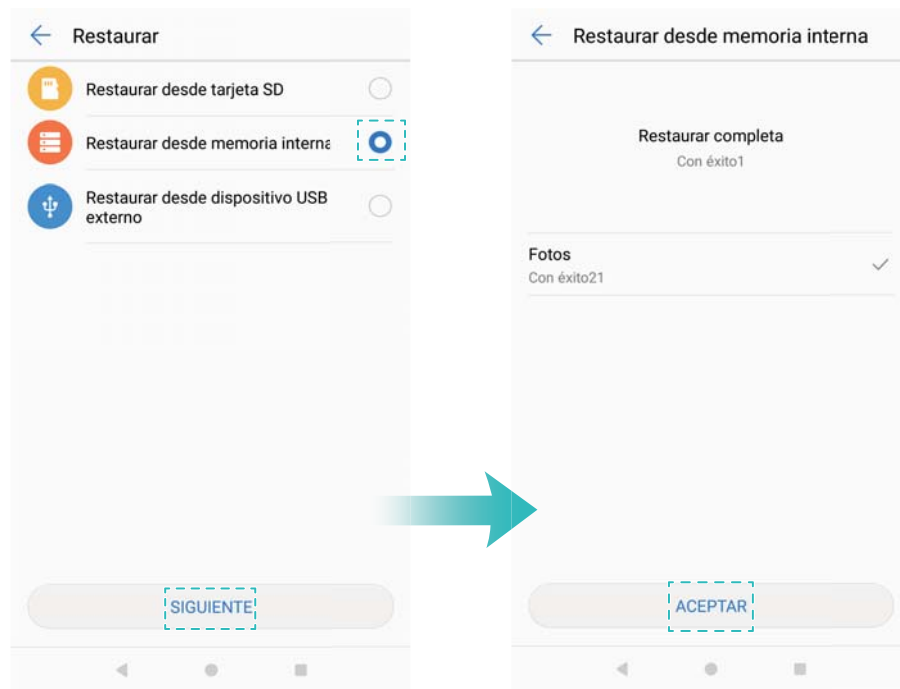 Restaurar
Restaurar desde tarjeta SD
Restaurar desde memoria interna
Restaurar desde dispositivo USB
externo
SIGUIENTE
Restaurar desde memoria interna
Restaurar completa
Con éxito1
Fotos
Con éxito21
ACEPTAR